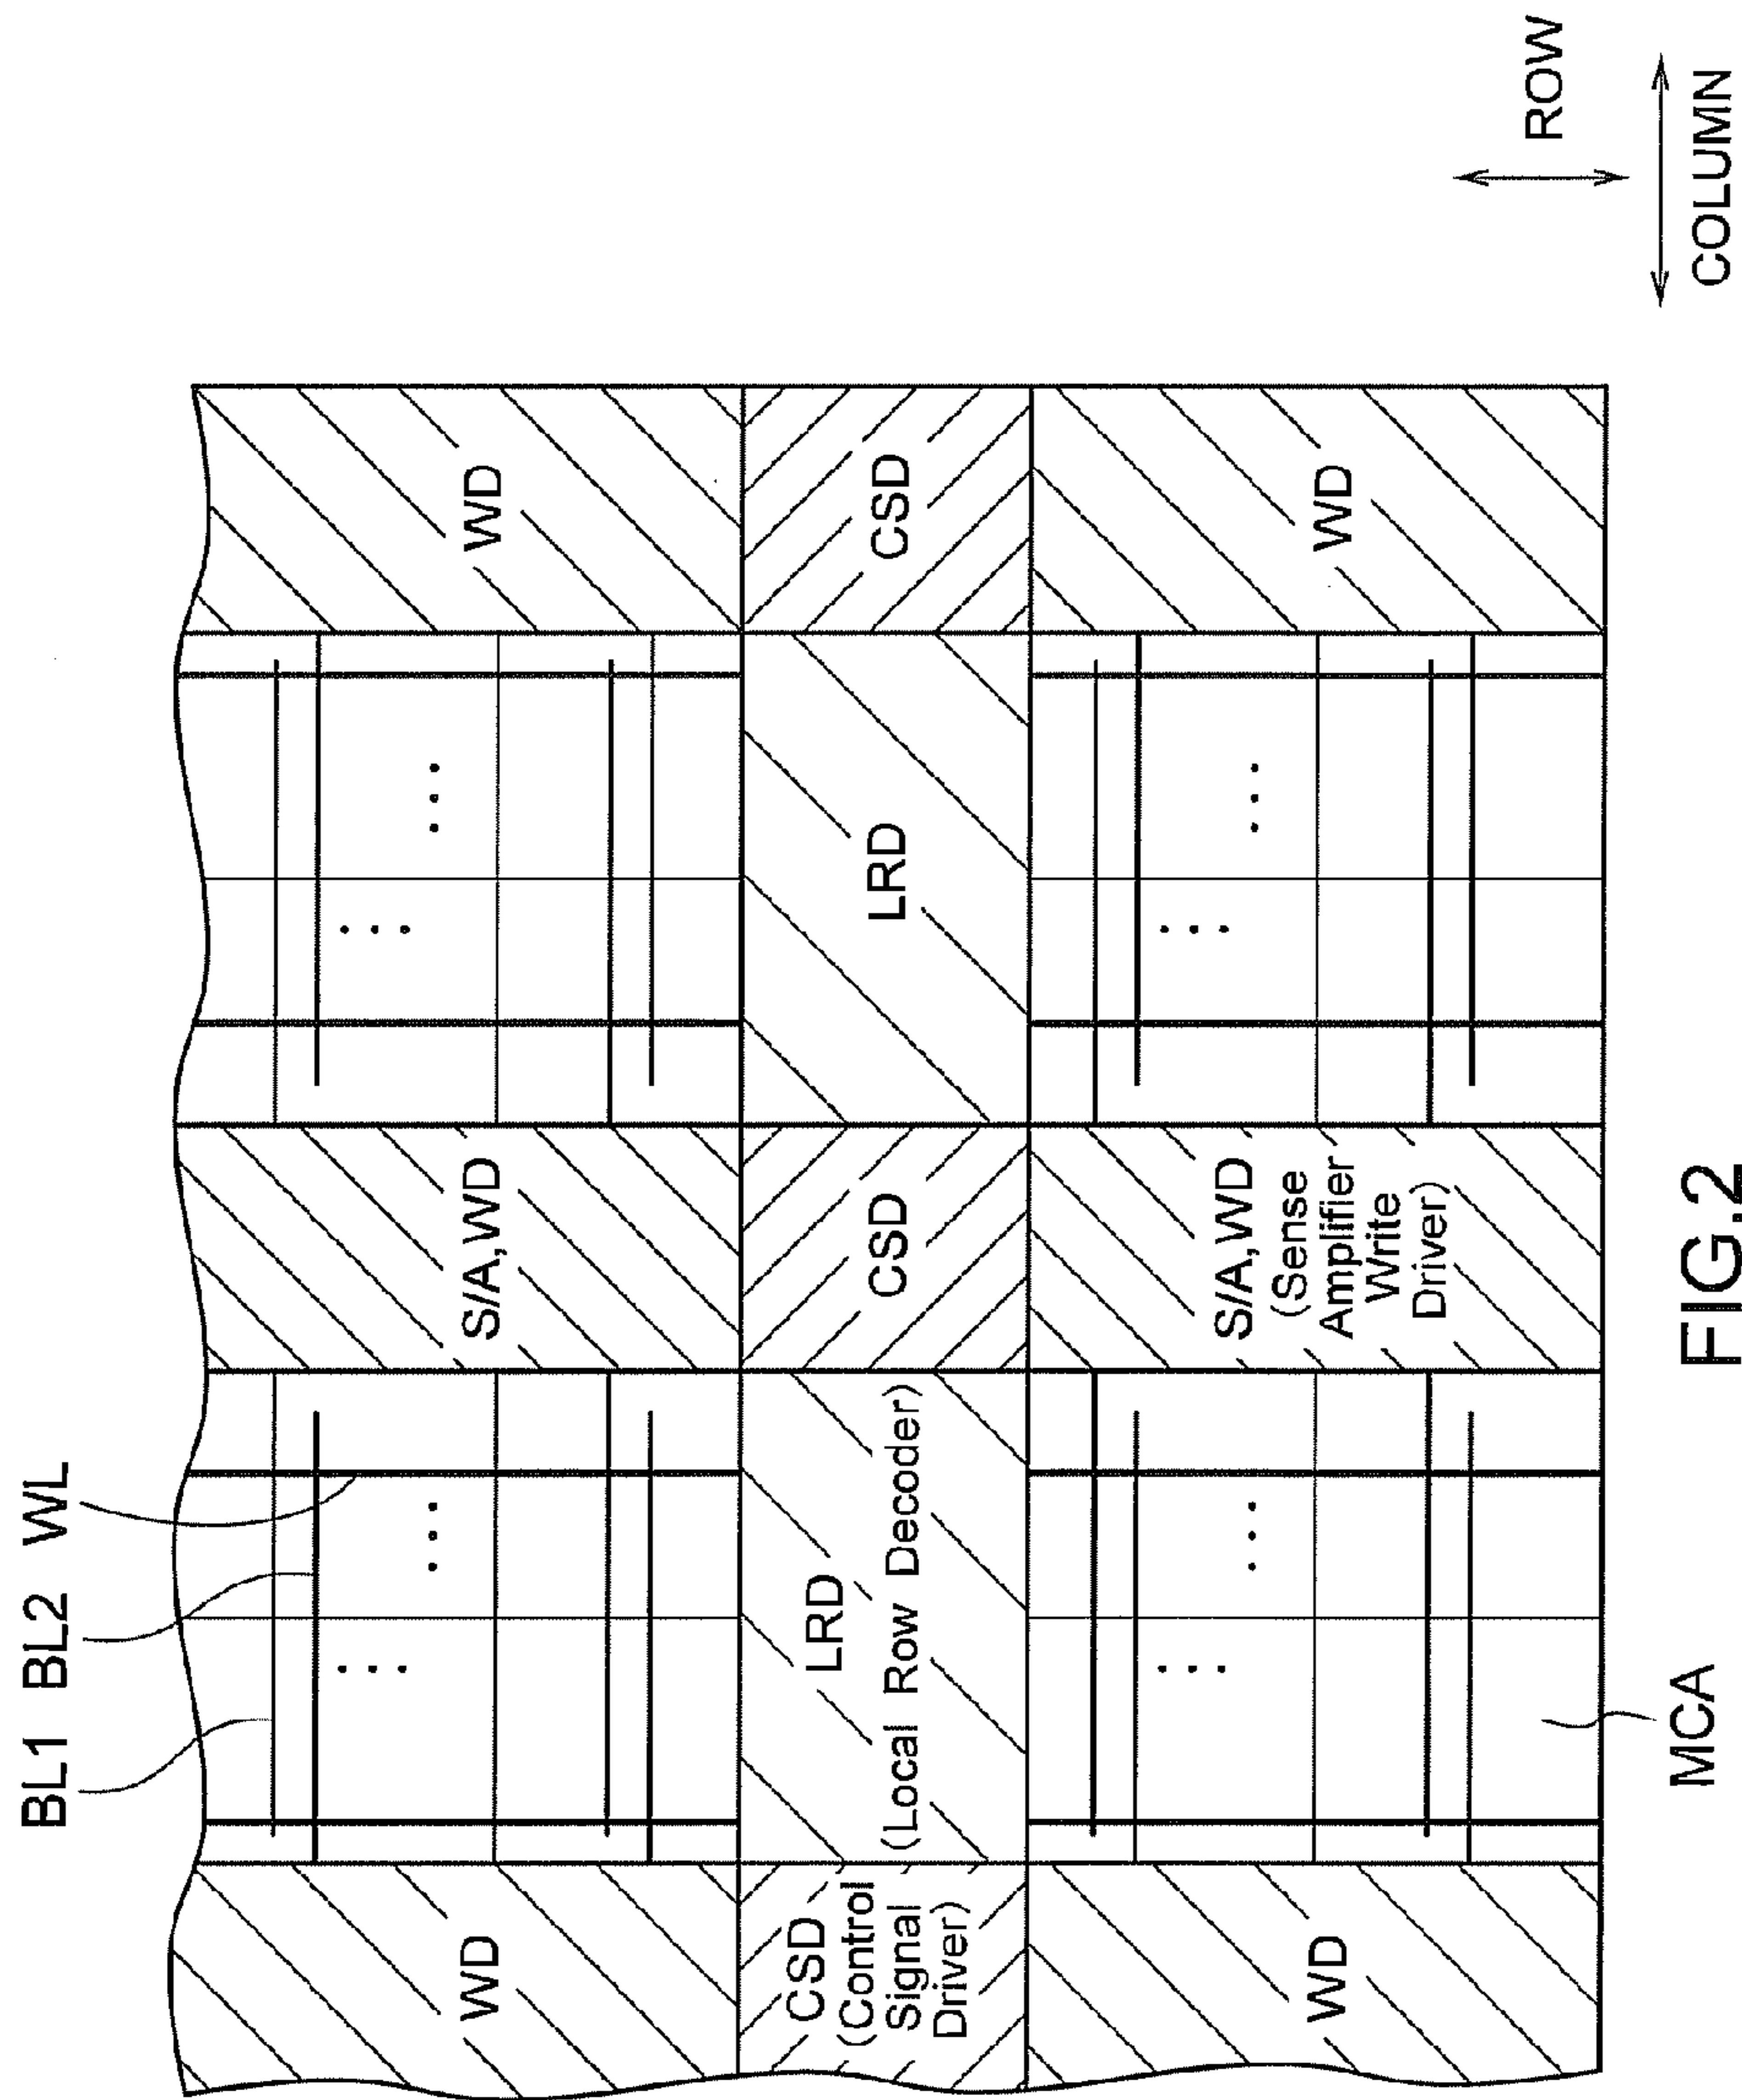 BL1 BL2 WL
WD
S/A,WD
WD
CSD
(Control
Signal
Driver)
LRD
(Local Row Decoder)
CSD
LRD
CSD
WD
S/A,WD
(Sense
Amplifier
Write
Driver)
WD
ROW
COLUMN
MCA
FIG.2